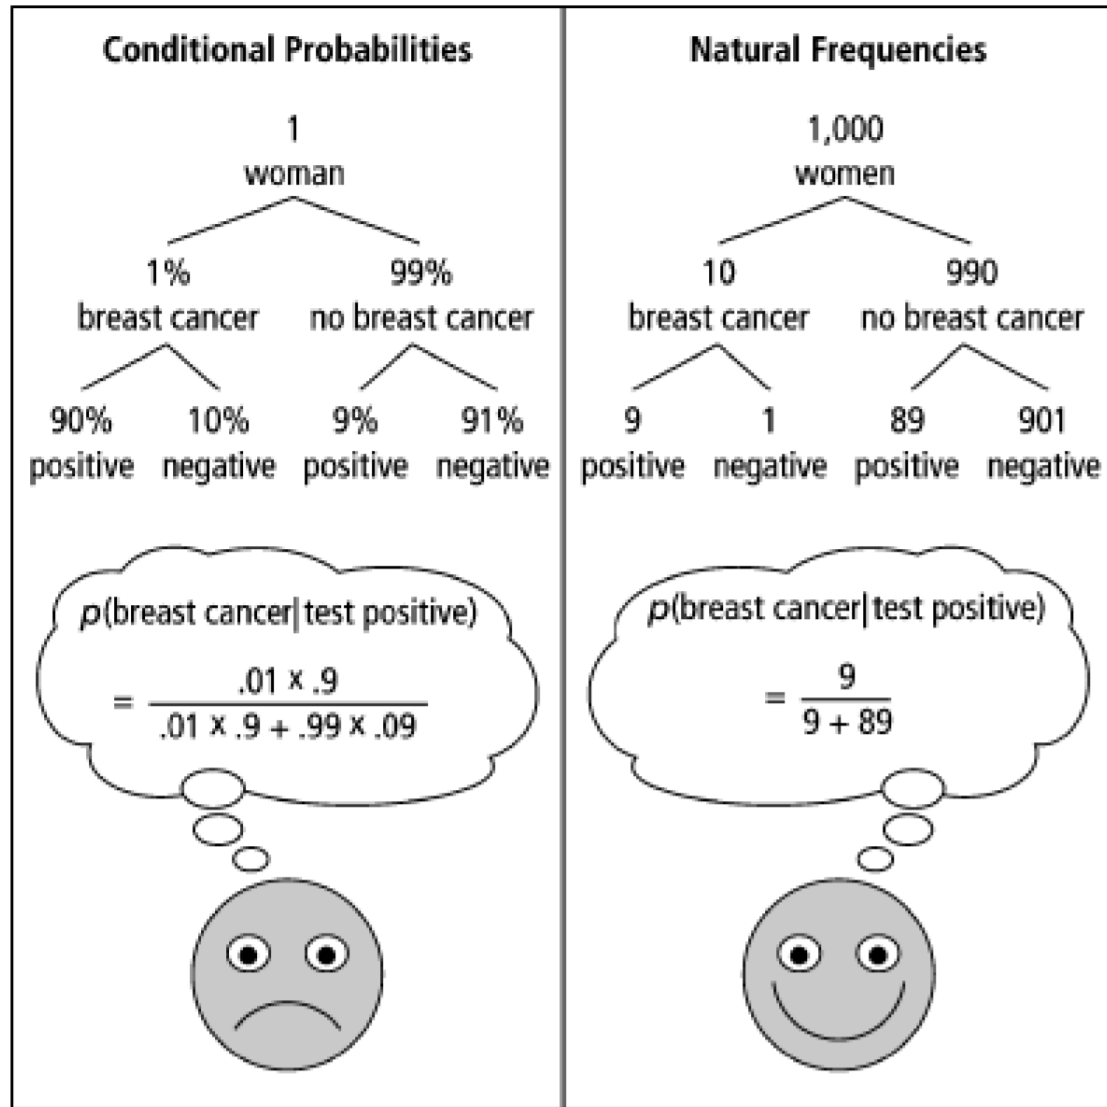 Conditional Probabilities
1
woman
1% 99%
breast cancer no breast cancer
90% 10% 9% 91%
positive negative positive negative
p(breast cancer|test positive)
= .01 × .9
.01 × .9 + .99 × .09
Natural Frequencies
1,000
women
10 990
breast cancer no breast cancer
9 1 89 901
positive negative positive negative
p(breast cancer|test positive)
= 9
9 + 89